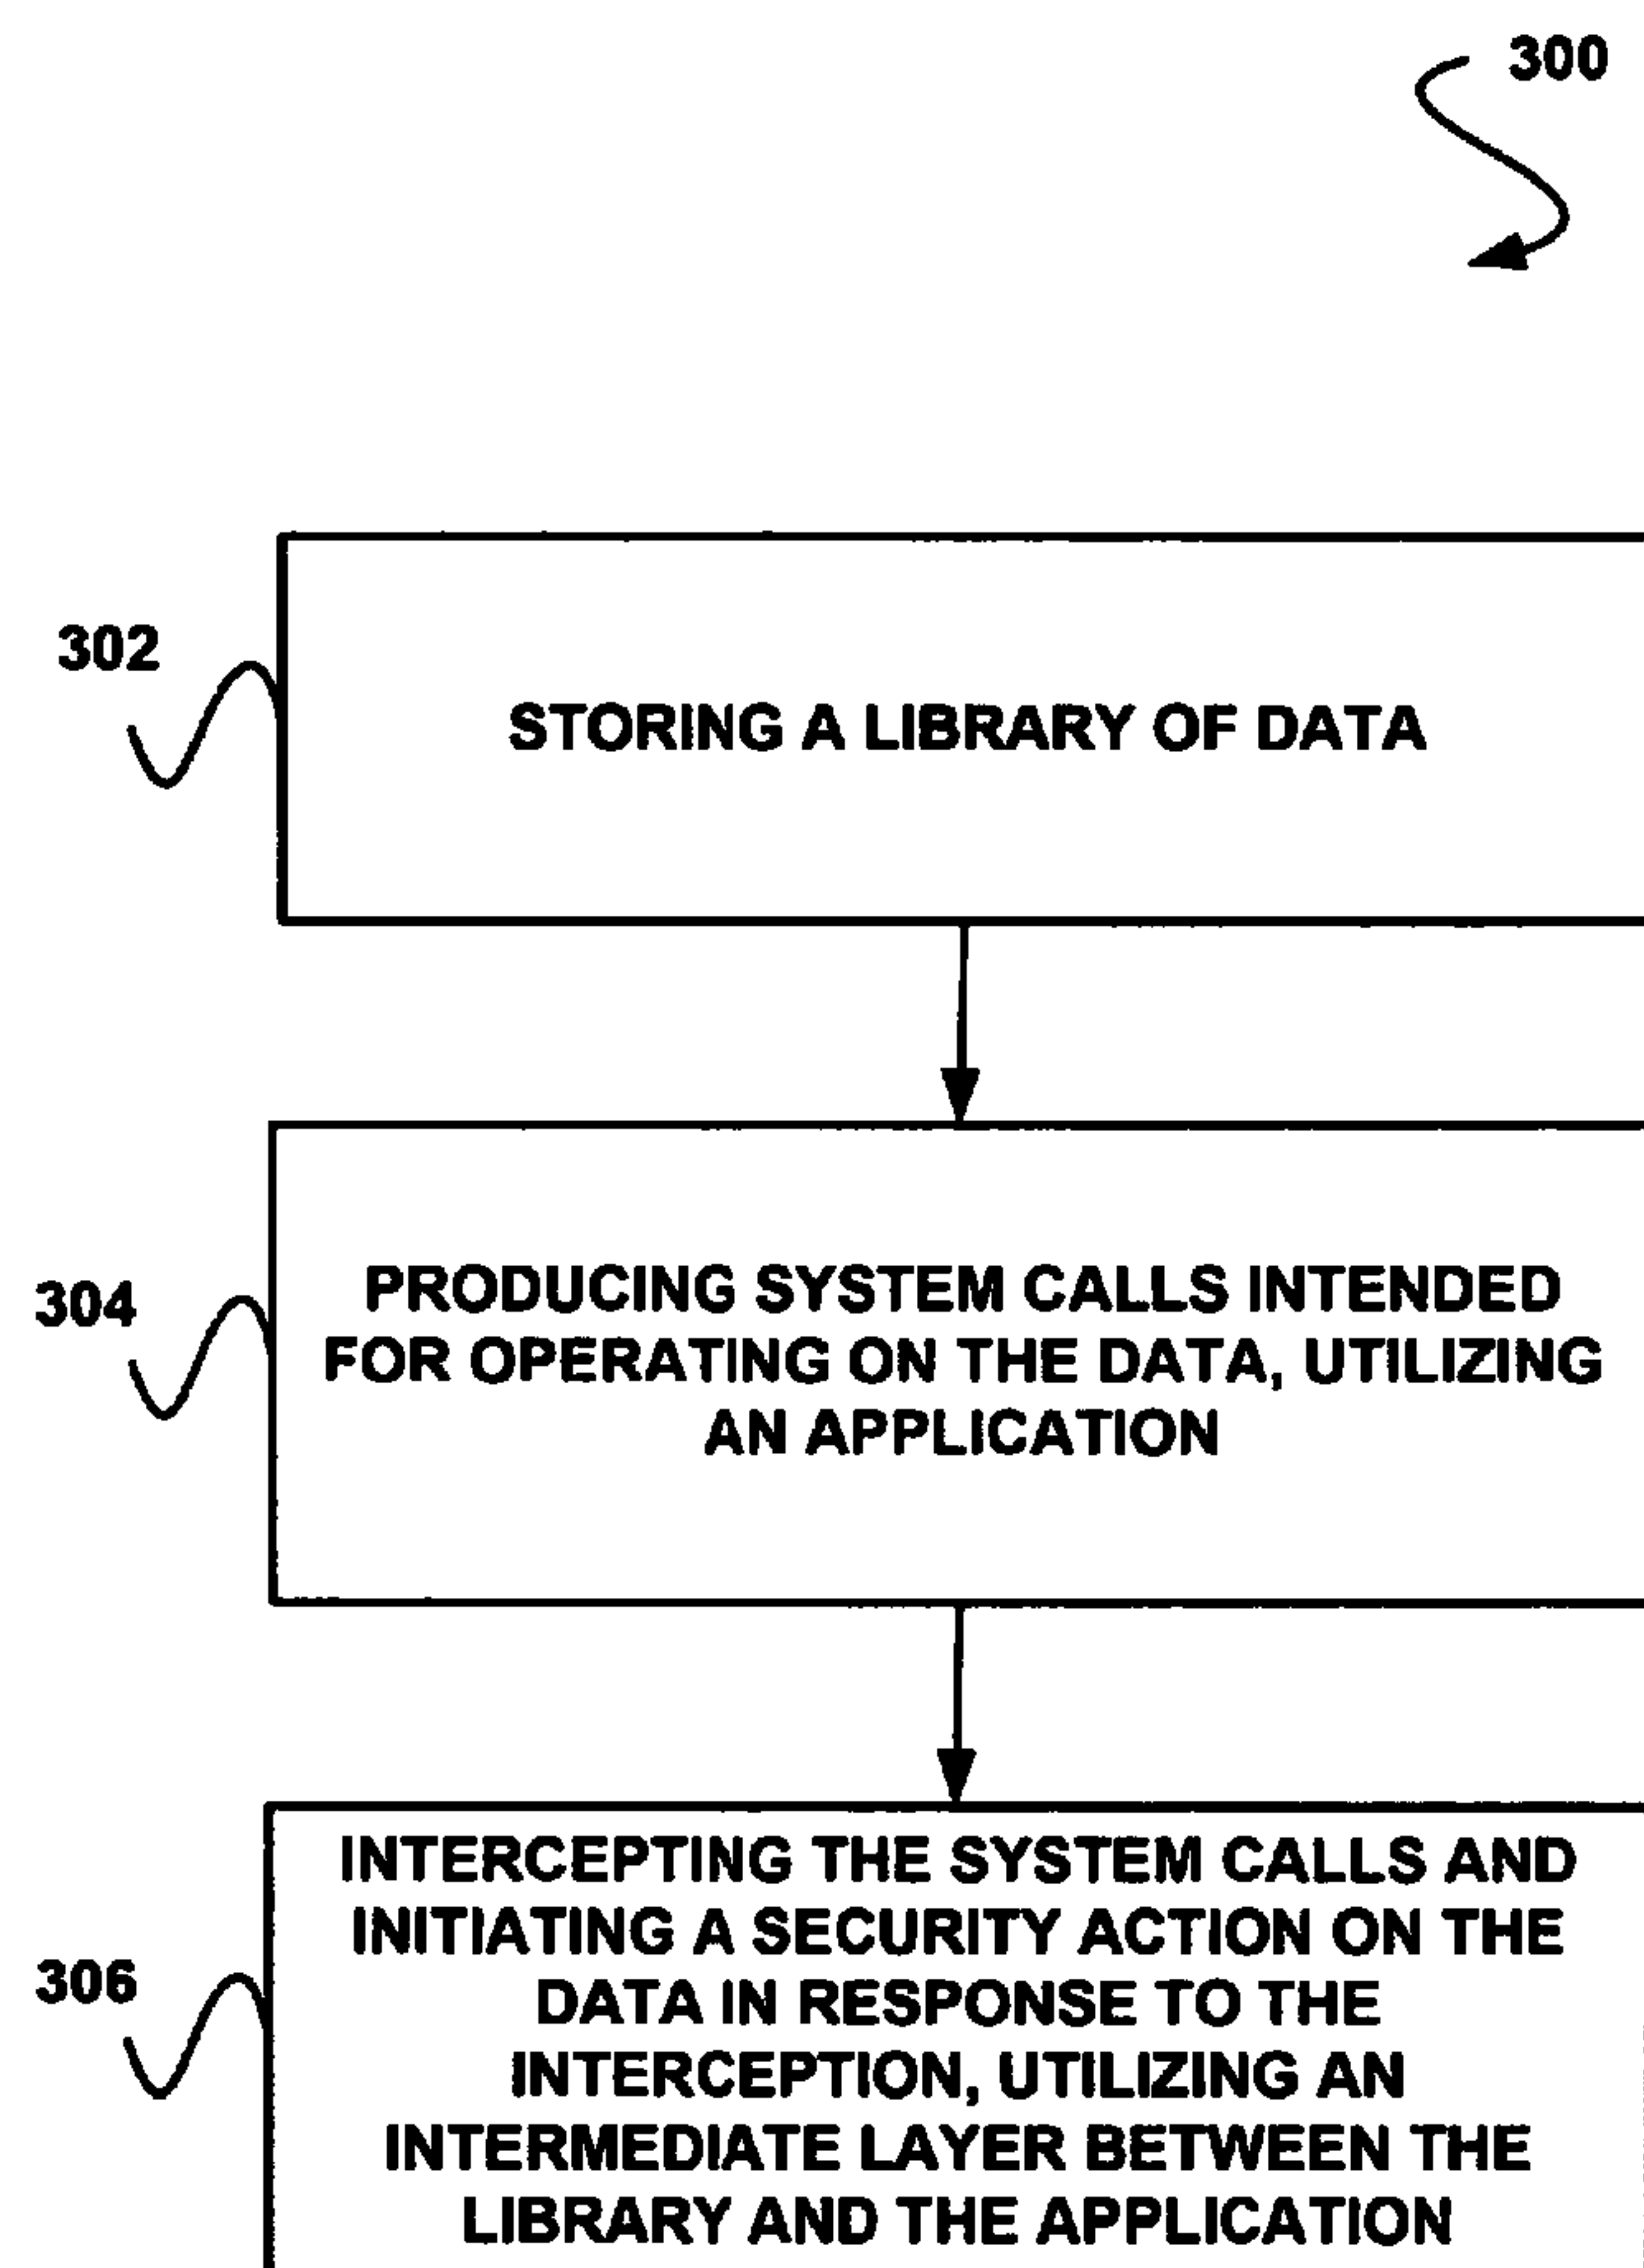 300
302
STORING A LIBRARY OF DATA
304
PRODUCING SYSTEM CALLS INTENDED
FOR OPERATING ON THE DATA, UTILIZING
AN APPLICATION
306
INTERCEPTING THE SYSTEM CALLS AND
INITIATING A SECURITY ACTION ON THE
DATA IN RESPONSE TO THE
INTERCEPTION, UTILIZING AN
INTERMEDIATE LAYER BETWEEN THE
LIBRARY AND THE APPLICATION